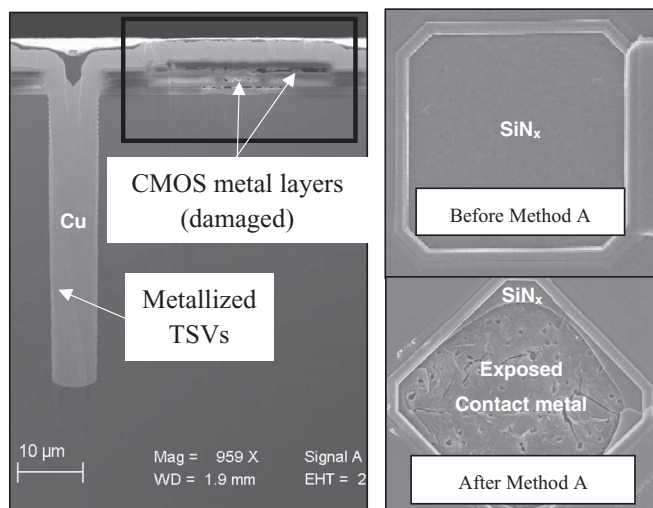 CMOS metal layers
(damaged)
Cu
Metallized
TSVs
10 µm
Mag = 959 X
Signal A
WD = 1.9 mm
EHT = 2
SiNₓ
Before Method A
SiNₓ
Exposed
Contact metal
After Method A